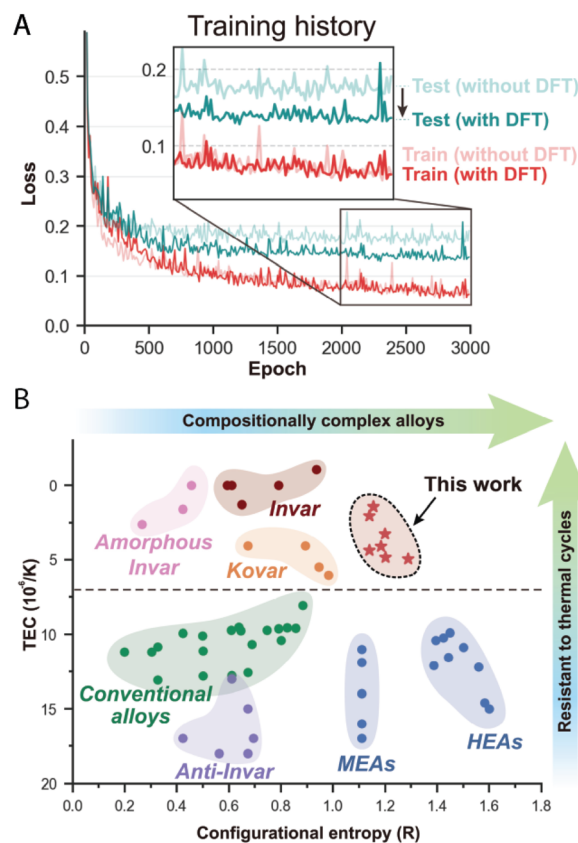 A
Training history
0.5
0.4
0.3
0.2
0.1
0.0
Loss
0.2
0.1
Test (without DFT)
Test (with DFT)
Train (without DFT)
Train (with DFT)
0
500
1000
1500
2000
2500
3000
Epoch
B
Compositionally complex alloys
Resistant to thermal cycles
This work
Invar
Amorphous
Invar
Kovar
Conventional
alloys
Anti-Invar
MEAs
HEAs
0
5
10
15
20
TEC (10⁶/K)
0.0
0.2
0.4
0.6
0.8
1.0
1.2
1.4
1.6
1.8
Configurational entropy (R)